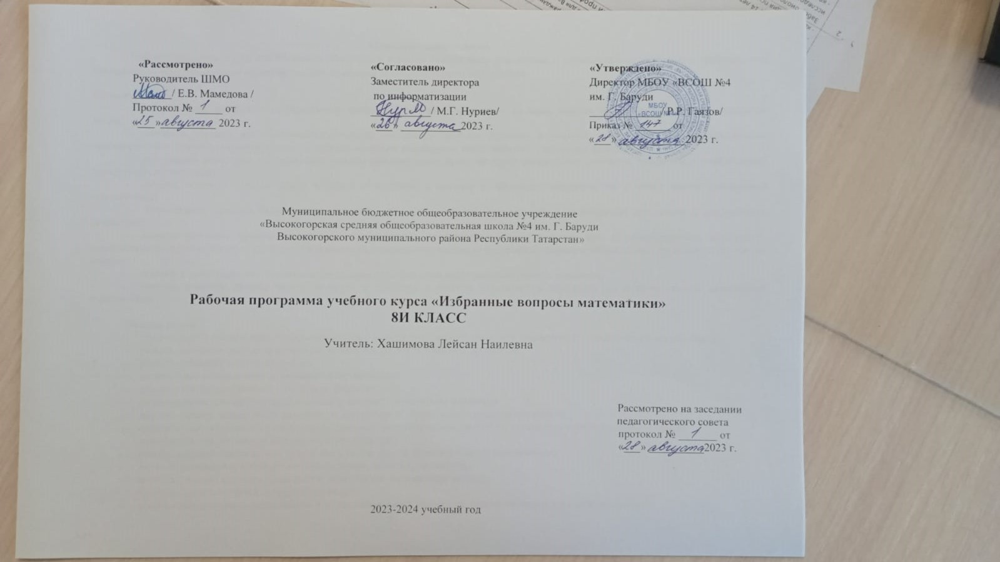 «Рассмотрено»
Руководитель ШМО
/ Е.В. Мамедова /
Протокол № 1 от
«25» августа 2023 г.
«Согласовано»
Заместитель директора
по информатизации
/ М.Г. Нуриев/
«26» августа 2023 г.
«Утверждено»
Директор МБОУ «ВСОШ №4
им. Г. Баруди
/ Р.Р. Гаязов/
Приказ № 147 от
«28» августа 2023 г.
МБОУ
«ВСОШ №4
Муниципальное бюджетное общеобразовательное учреждение
«Высокогорская средняя общеобразовательная школа №4 им. Г. Баруди
Высокогорского муниципального района Республики Татарстан»
Рабочая программа учебного курса «Избранные вопросы математики»
8И КЛАСС
Учитель: Хашимова Лейсан Наилевна
Рассмотрено на заседании
педагогического совета
протокол № 1 от
«28» августа 2023 г.
2023-2024 учебный год